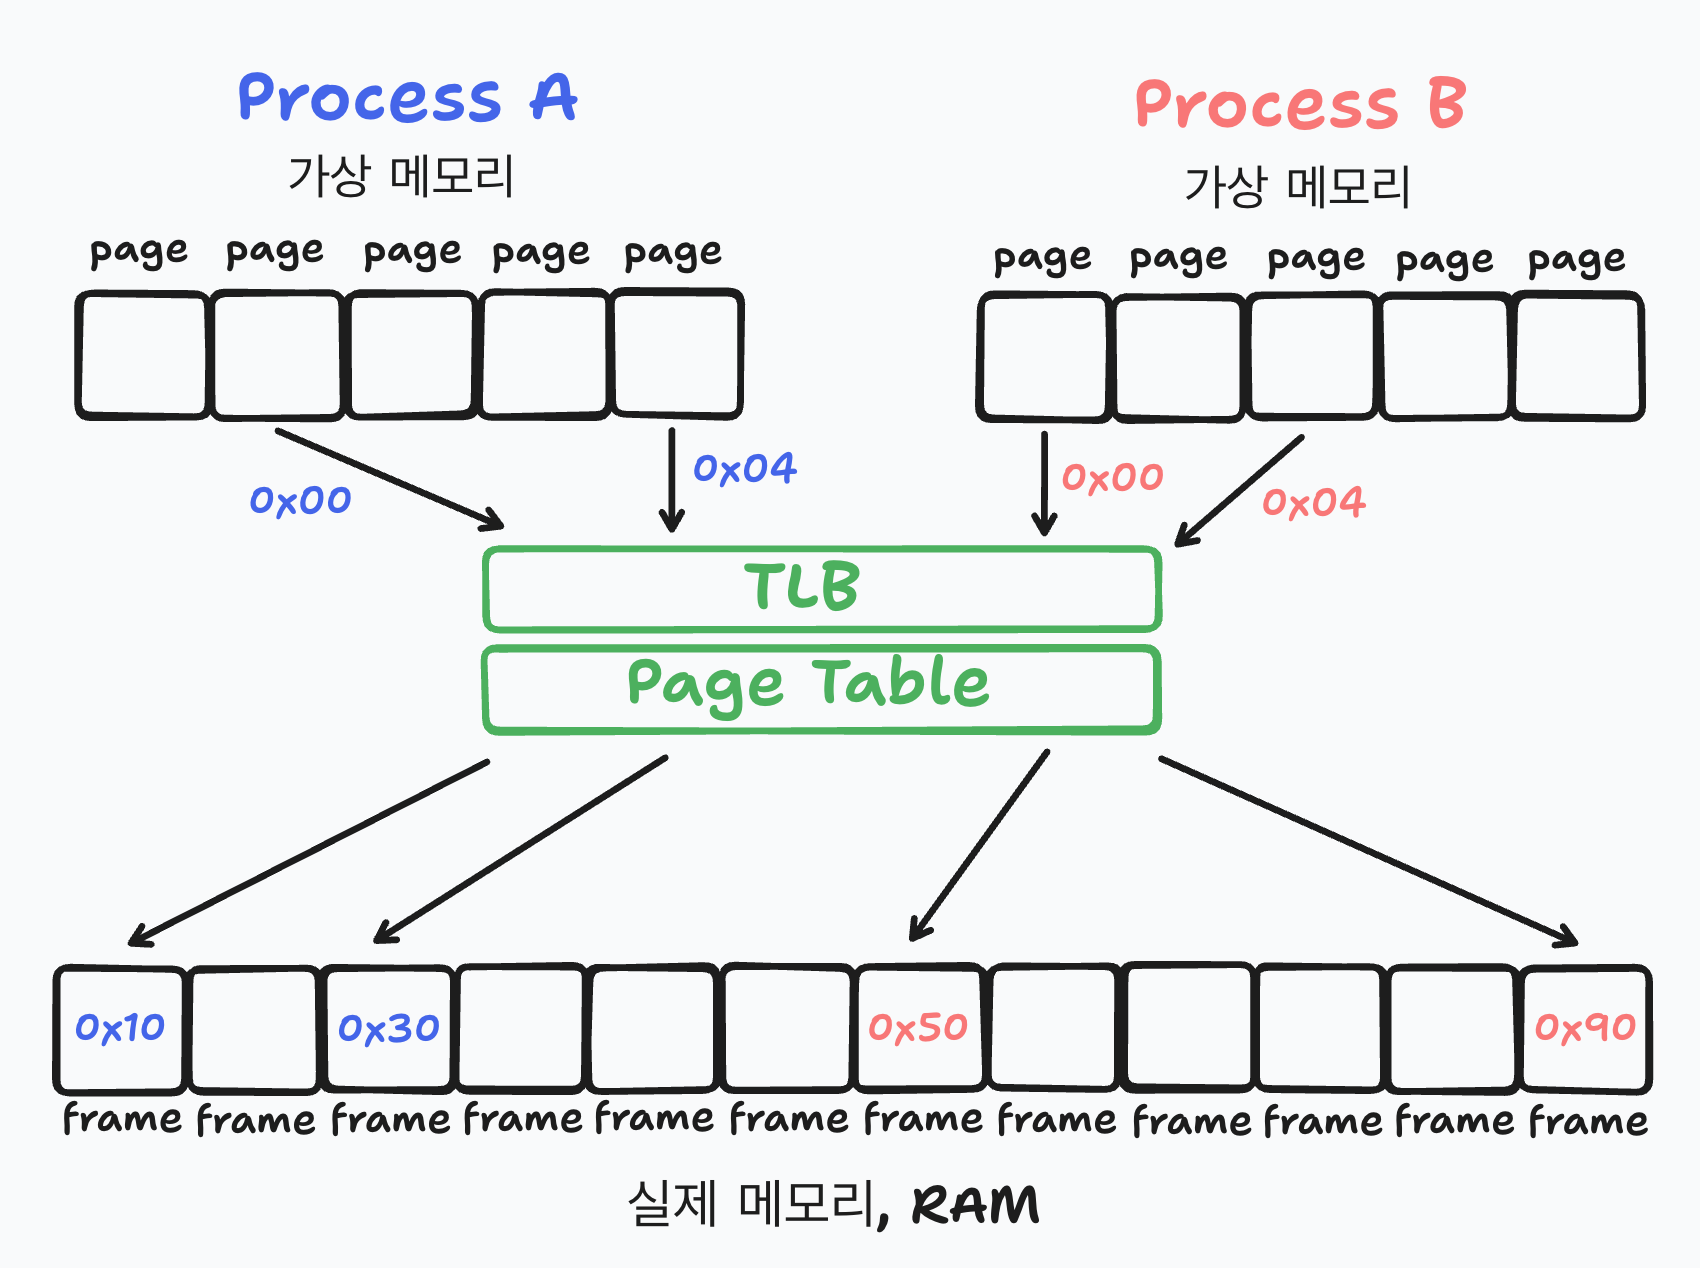 Process A
가상 메모리
page page page page page
Process B
가상 메모리
page page page page page
0x00 0x04
0x00 0x04
TLB
Page Table
0x10 0x30 0x50 0x90
frame frame frame frame frame frame frame frame frame frame frame frame
실제 메모리, RAM